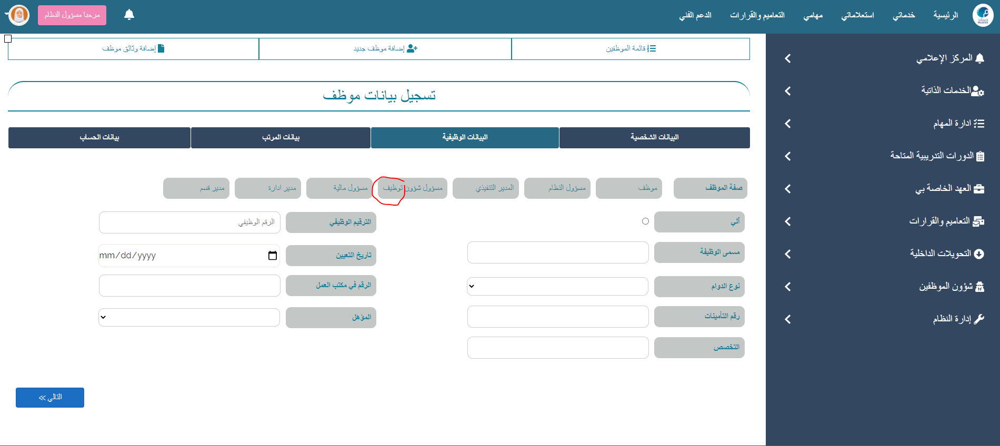 الرئيسية
خدماتي
استعلاماتي
مهامي
التعاميم والقرارات
الدعم الفني
مرحبا مسؤول النظام
المركز الإعلامي
الخدمات الذاتية
ادارة المهام
الدورات التدريبية المتاحة
العهد الخاصة بي
التعاميم والقرارات
التحويلات الداخلية
شؤون الموظفين
إدارة النظام
قائمة الموظفين
إضافة موظف جديد
إضافة وثائق موظف
تسجيل بيانات موظف
البيانات الشخصية
البيانات الوظيفية
بيانات المرتب
بيانات الحساب
صفة الموظف
موظف
مسؤول النظام
المدير التنفيذي
مسؤول شؤون توظيف
مسؤول مالية
مدير ادارة
مدير قسم
آلي
الترقيم الوظيفي
الرقم الوظيفي
مسمى الوظيفة
تاريخ التعيين
mm/dd/yyyy
نوع الدوام
الرقم في مكتب العمل
رقم التأمينات
المؤهل
التخصص
التالي >>